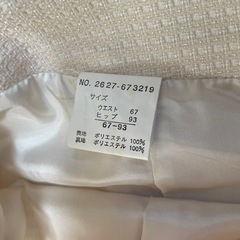 NO. 2627-673219
サイズ
ウエスト 67
ヒップ 93
67-93
表地 ポリエステル 100%
裏地 ポリエステル 100%